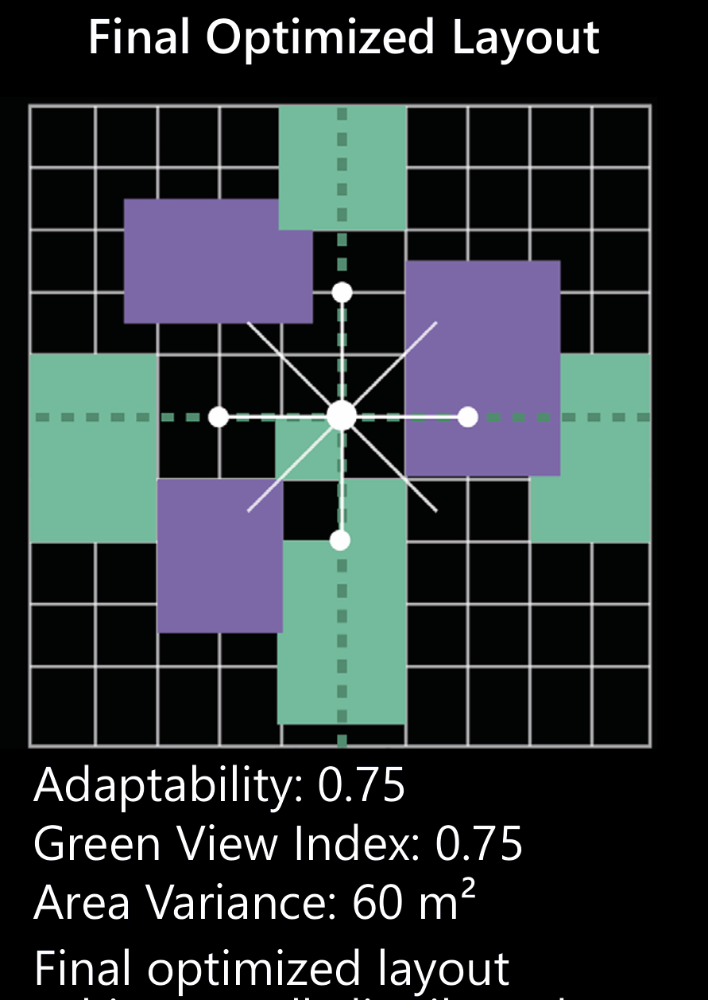 Final Optimized Layout
Adaptability: 0.75
Green View Index: 0.75
Area Variance: 60 m²
Final optimized layout